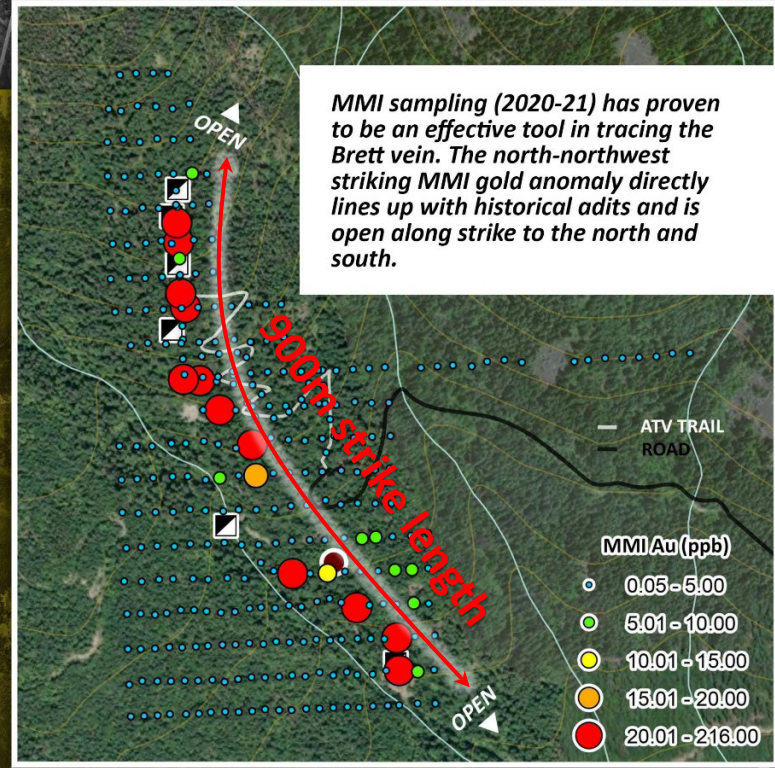 MMI sampling (2020-21) has proven
to be an effective tool in tracing the
Brett vein. The north-northwest
striking MMI gold anomaly directly
lines up with historical adits and is
open along strike to the north and
south.
OPEN
900m strike length
ATV TRAIL
ROAD
MMI Au (ppb)
0.05 - 5.00
5.01 - 10.00
10.01 - 15.00
15.01 - 20.00
20.01 - 216.00
OPEN